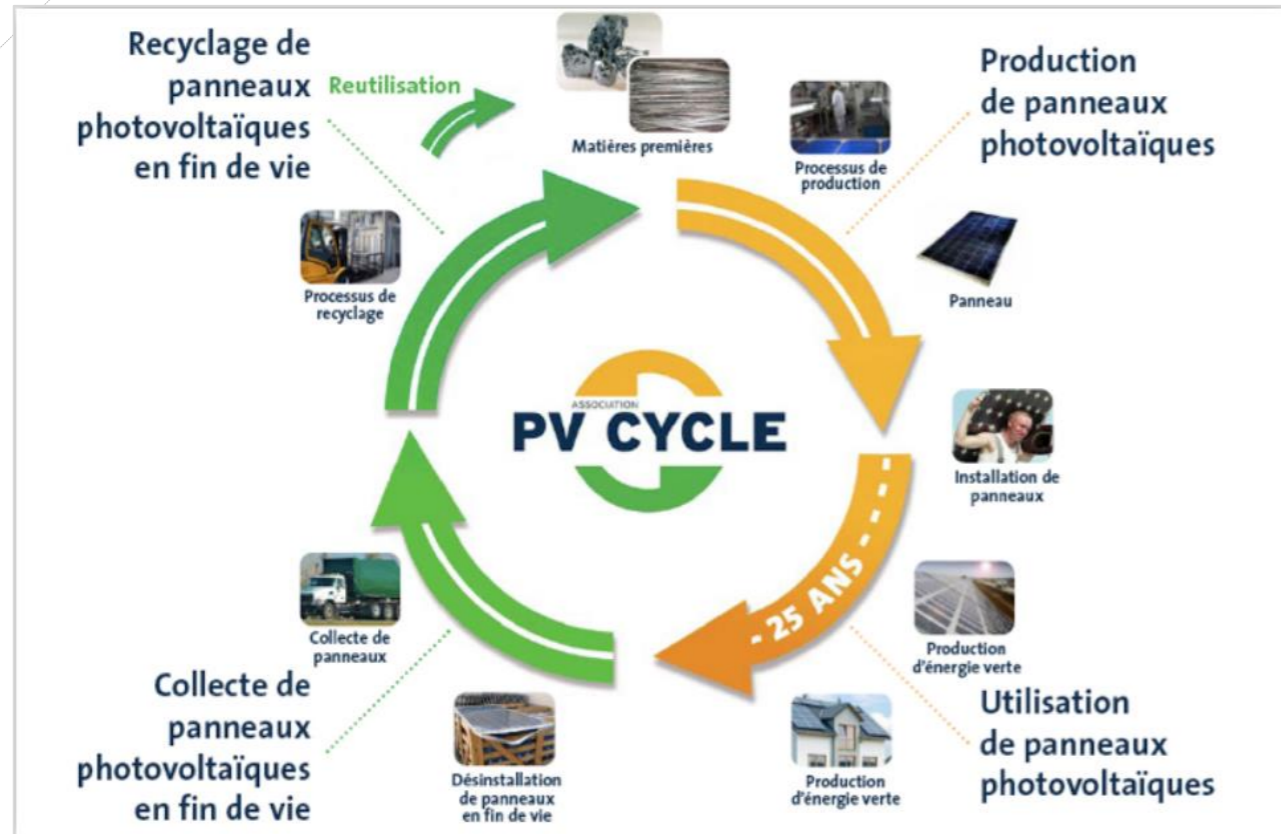 Recyclage de
panneaux
photovoltaïques
en fin de vie
Reutilisation
Matières premières
Processus de
production
Production
de panneaux
photovoltaïques
Panneau
Processus de
recyclage
ASSOCIATION
PV CYCLE
Installation de
panneaux
- 25 ANS -
Production
d'énergie verte
Utilisation
de panneaux
photovoltaïques
Production
d'énergie verte
Désinstallation
de panneaux
en fin de vie
Collecte de
panneaux
Collecte de
panneaux
photovoltaïques
en fin de vie